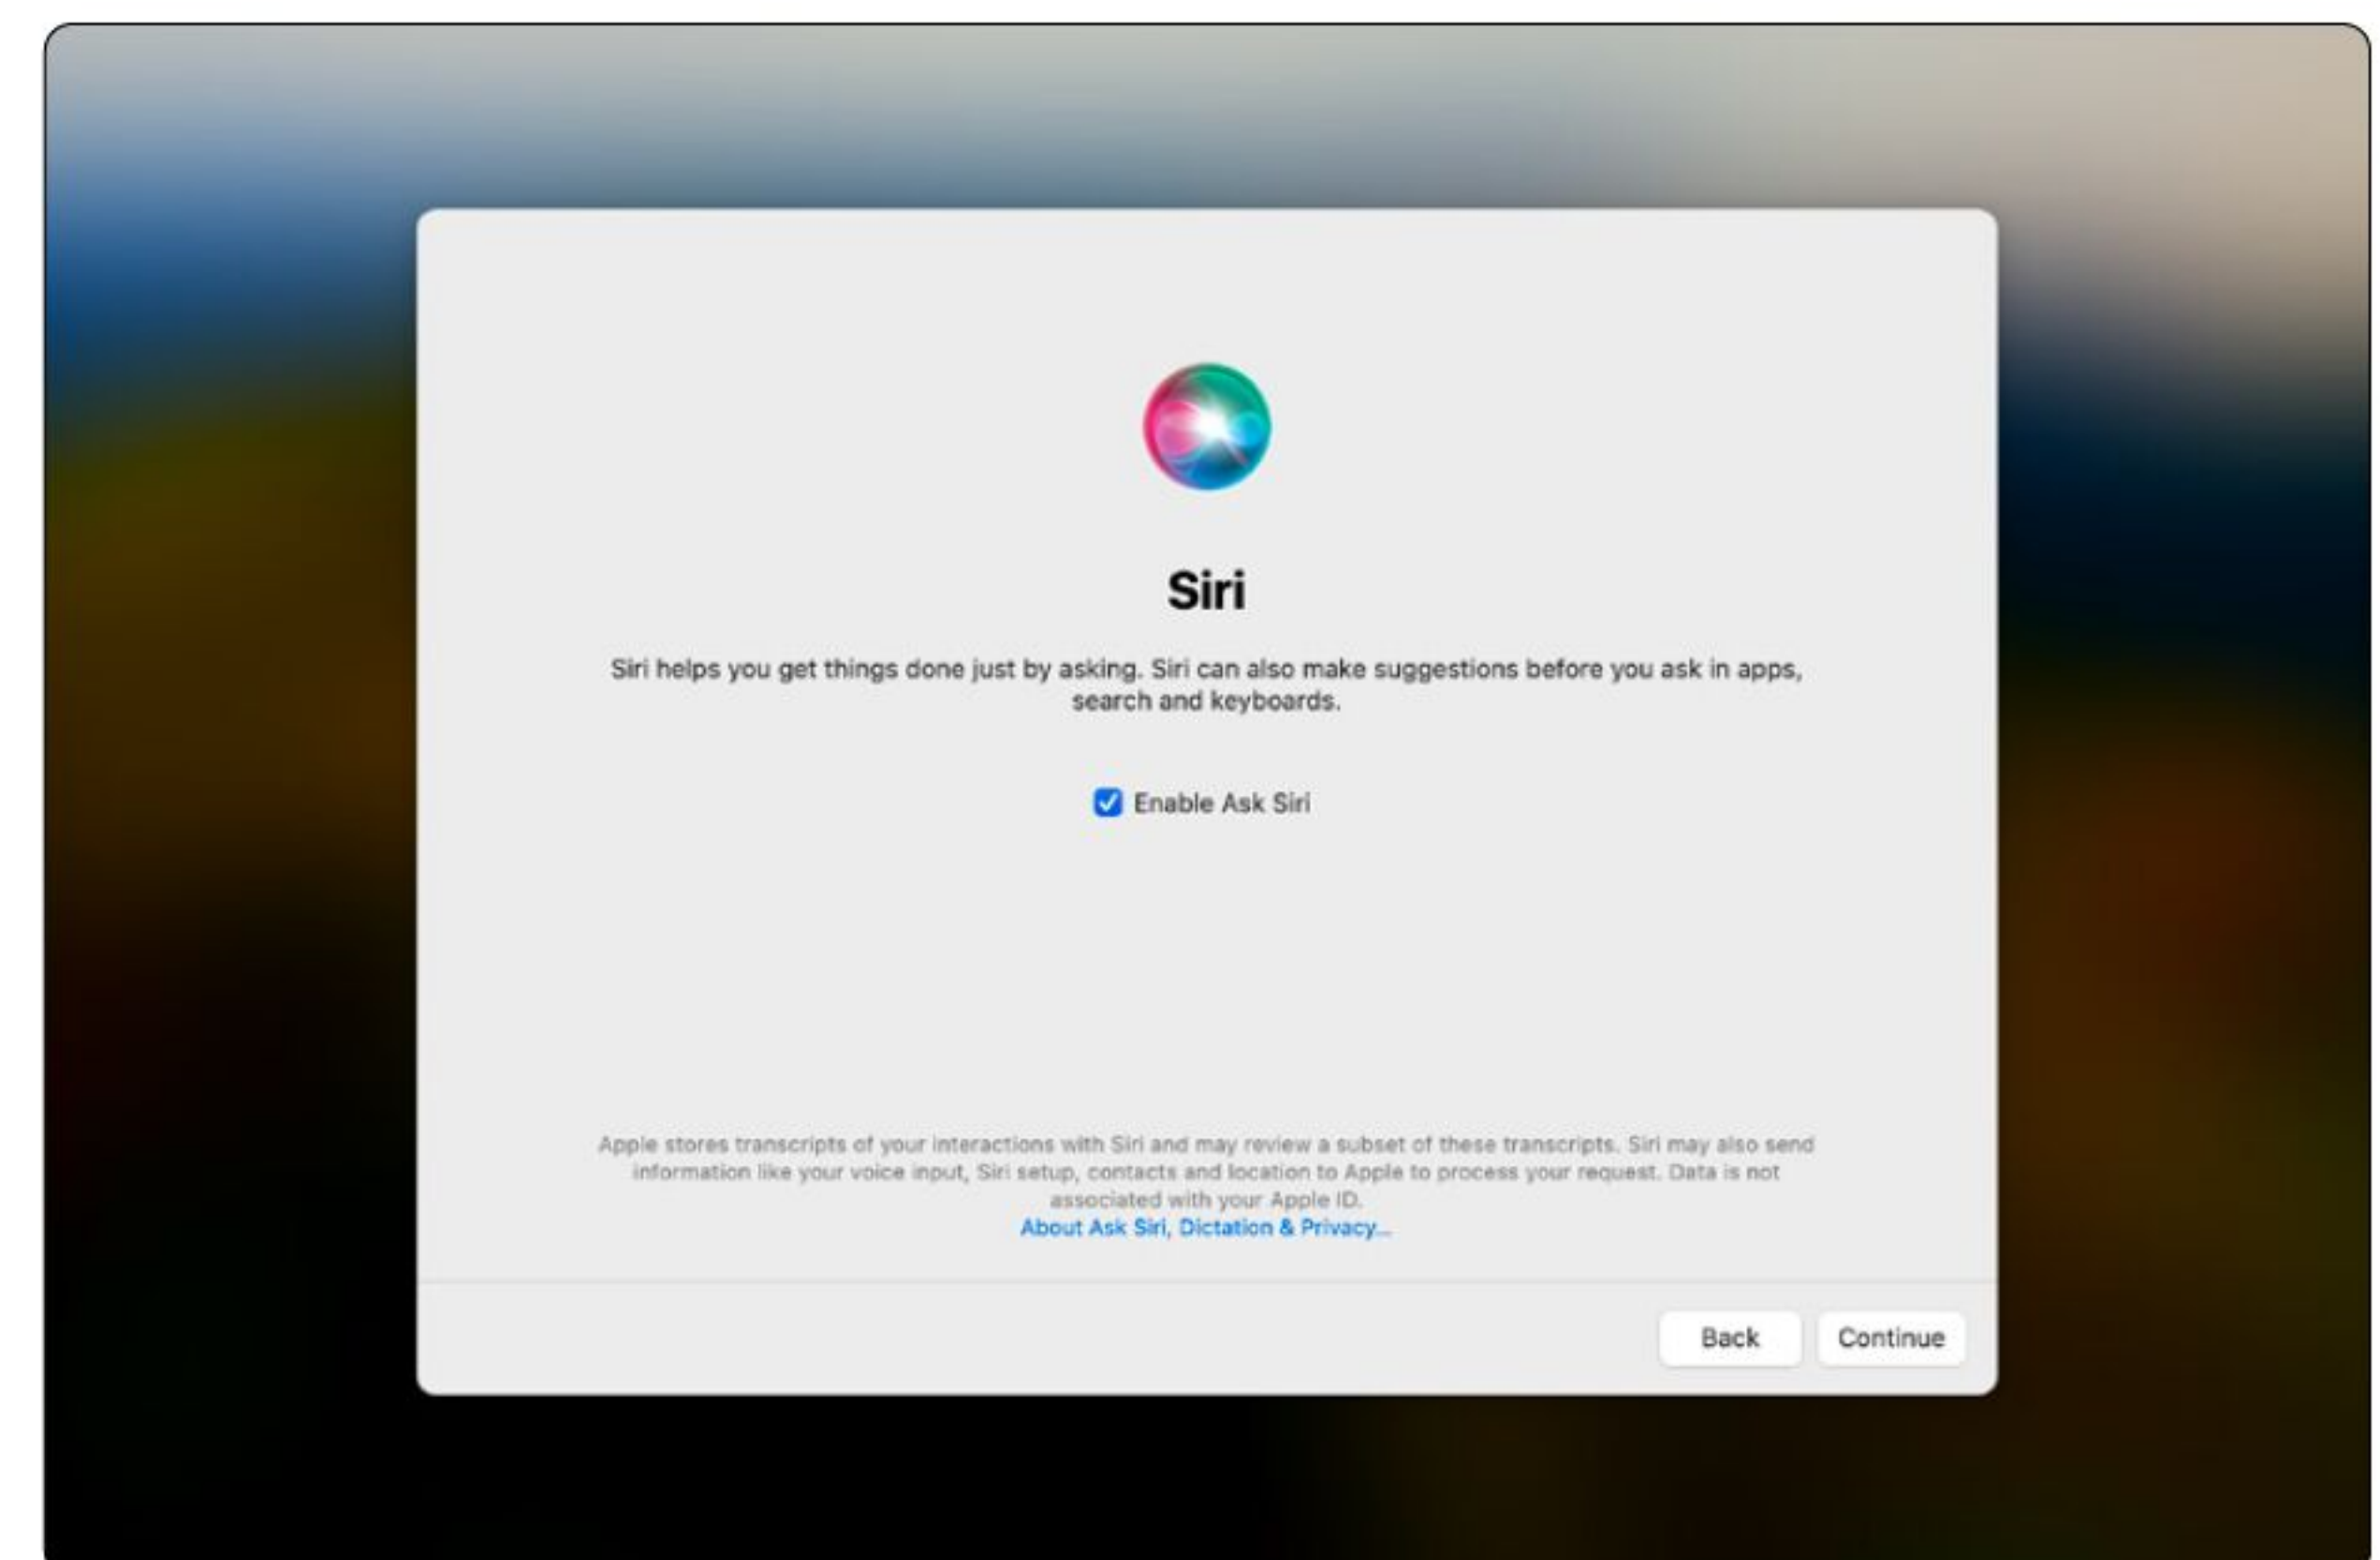 Siri
Siri helps you get things done just by asking. Siri can also make suggestions before you ask in apps,
search and keyboards.
Enable Ask Siri
Apple stores transcripts of your interactions with Siri and may review a subset of these transcripts. Siri may also send
information like your voice input, Siri setup, contacts and location to Apple to process your request. Data is not
associated with your Apple ID.
About Ask Siri, Dictation & Privacy...
Back
Continue